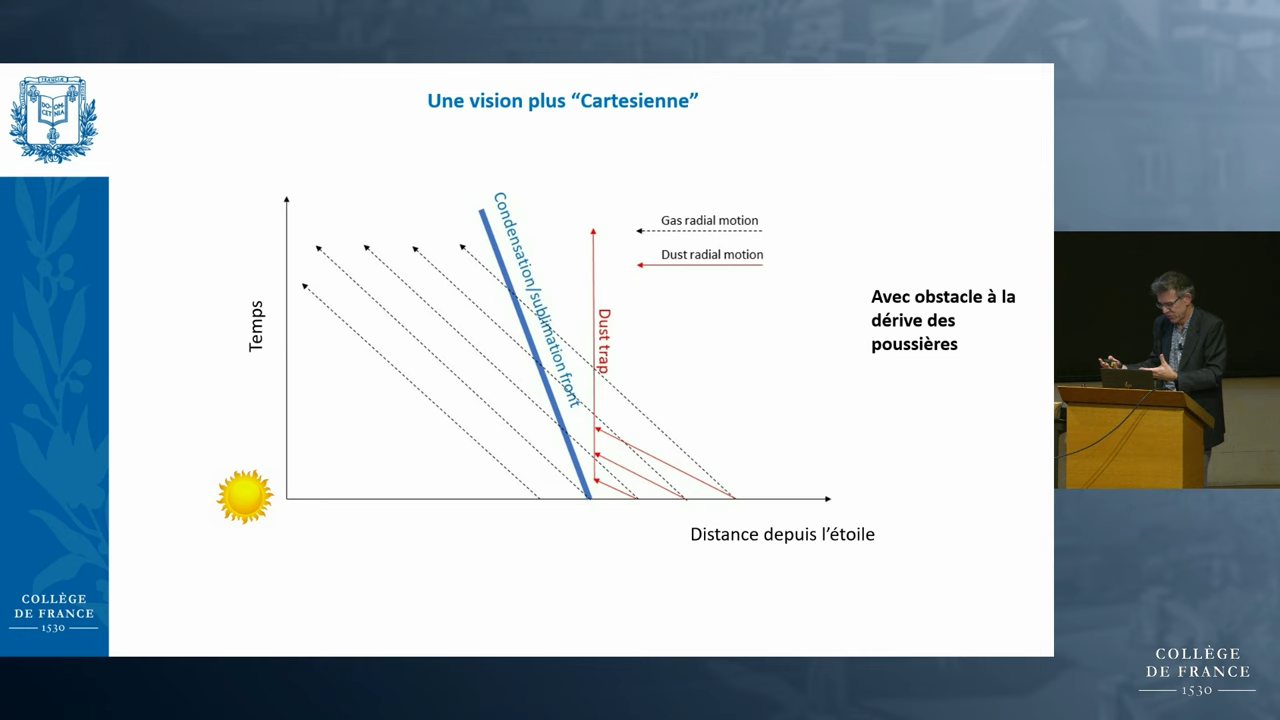 Une vision plus “Cartesienne”
Condensation/sublimation front
Gas radial motion
Dust radial motion
Dust trap
Temps
Avec obstacle à la
dérive des
poussières
Distance depuis l’étoile
COLLÈGE
DE FRANCE
1530
COLLÈGE
DE FRANCE
1530